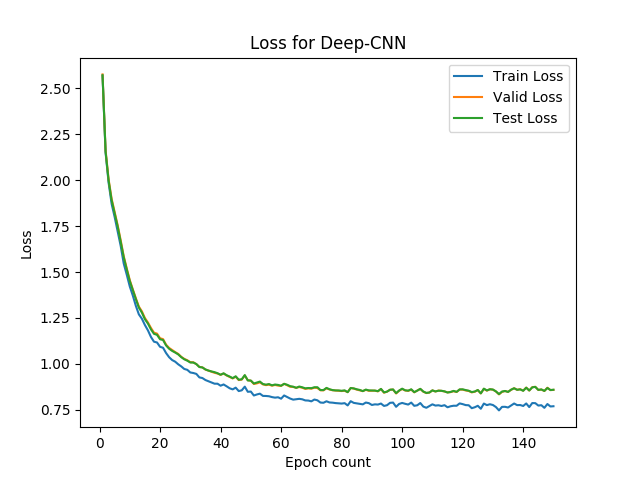 Loss for Deep-CNN
Train Loss
Valid Loss
Test Loss
2.50
2.25
2.00
1.75
1.50
1.25
1.00
0.75
Loss
0 20 40 60 80 100 120 140
Epoch count